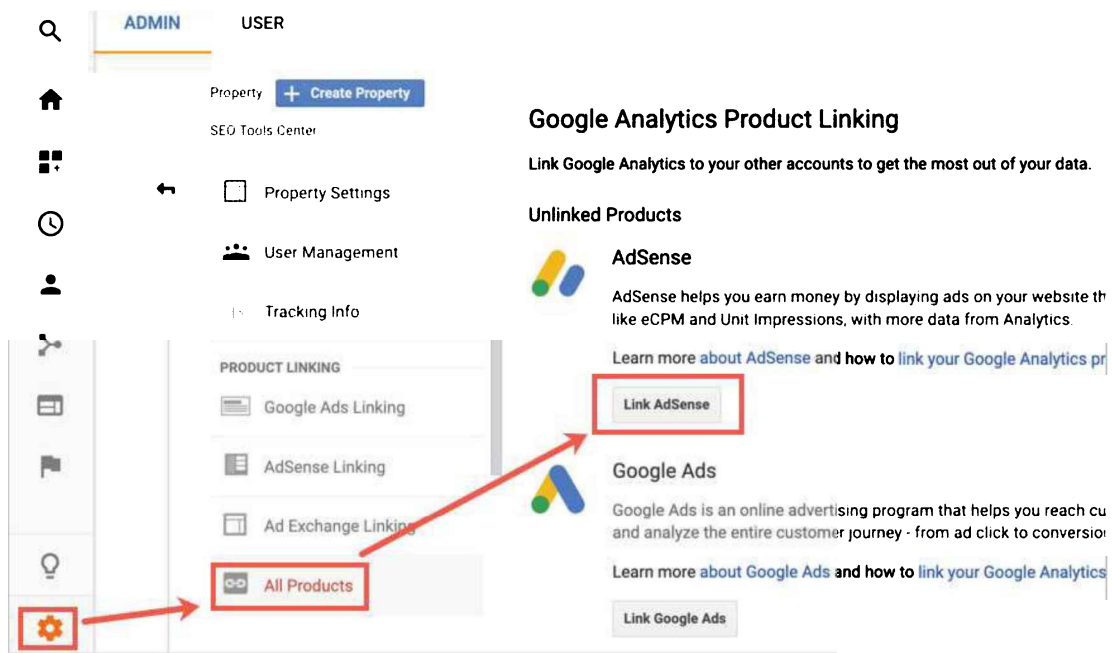 ADMIN USER
Property + Create Property
SEO Tools Center
Property Settings
User Management
Tracking Info
PRODUCT LINKING
Google Ads Linking
AdSense Linking
Ad Exchange Linking
All Products
Google Analytics Product Linking
Link Google Analytics to your other accounts to get the most out of your data.
Unlinked Products
AdSense
AdSense helps you earn money by displaying ads on your website th
like eCPM and Unit Impressions, with more data from Analytics.
Learn more about AdSense and how to link your Google Analytics pr
Link AdSense
Google Ads
Google Ads is an online advertising program that helps you reach cu
and analyze the entire customer journey - from ad click to conversio
Learn more about Google Ads and how to link your Google Analytics
Link Google Ads